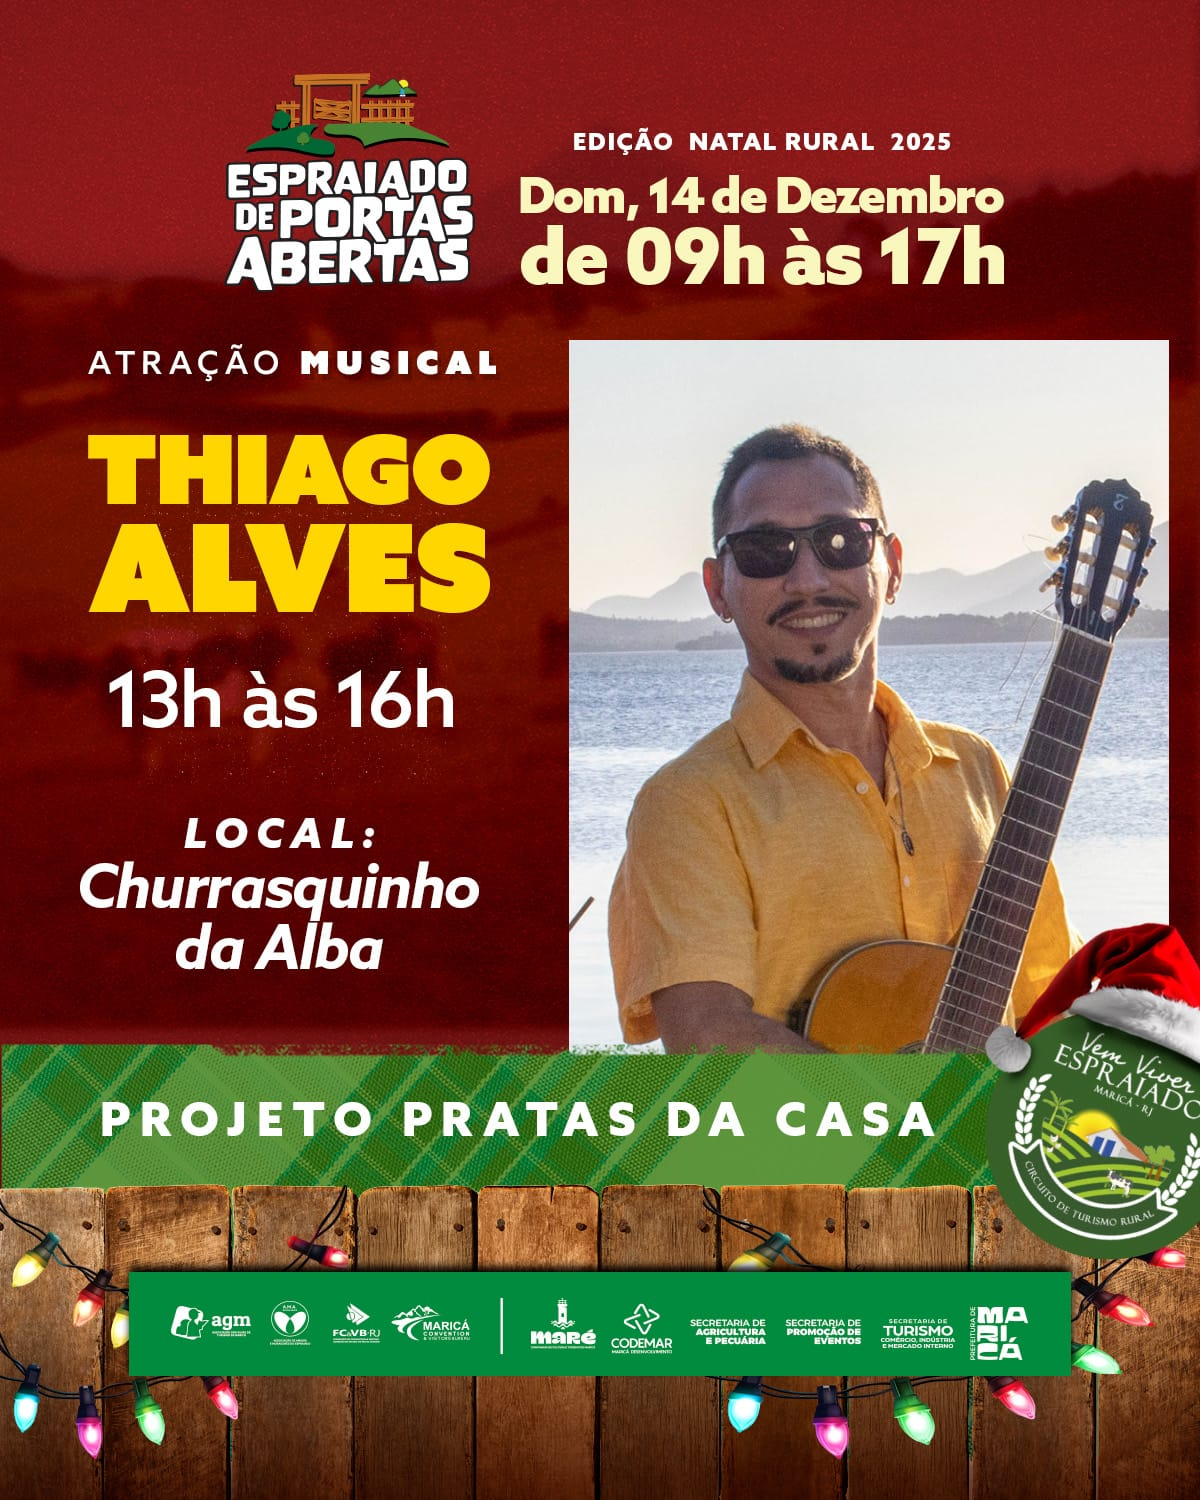 ESPRAIADO
DE PORTAS
ABERTAS
EDIÇÃO NATAL RURAL 2025
Dom, 14 de Dezembro
de 09h às 17h
ATRAÇÃO MUSICAL
THIAGO
ALVES
13h às 16h
LOCAL:
Churrasquinho
da Alba
PROJETO PRATAS DA CASA
Vem Viver
ESPRAIADO
MARICÁ - RJ
CIRCUITO DE TURISMO RURAL
agm
A.M.A.
FC&VB-RJ
MARICÁ
CONVENTION
& VISITORS BUREAU
maré
CODEMAR
MARICÁ DESENVOLVIMENTO
SECRETARIA DE
AGRICULTURA
E PECUÁRIA
SECRETARIA DE
PROMOÇÃO DE
EVENTOS
SECRETARIA DE
TURISMO
COMÉRCIO, INDÚSTRIA
E MERCADO INTERNO
PREFEITURA DE
MA
RI
CÁ